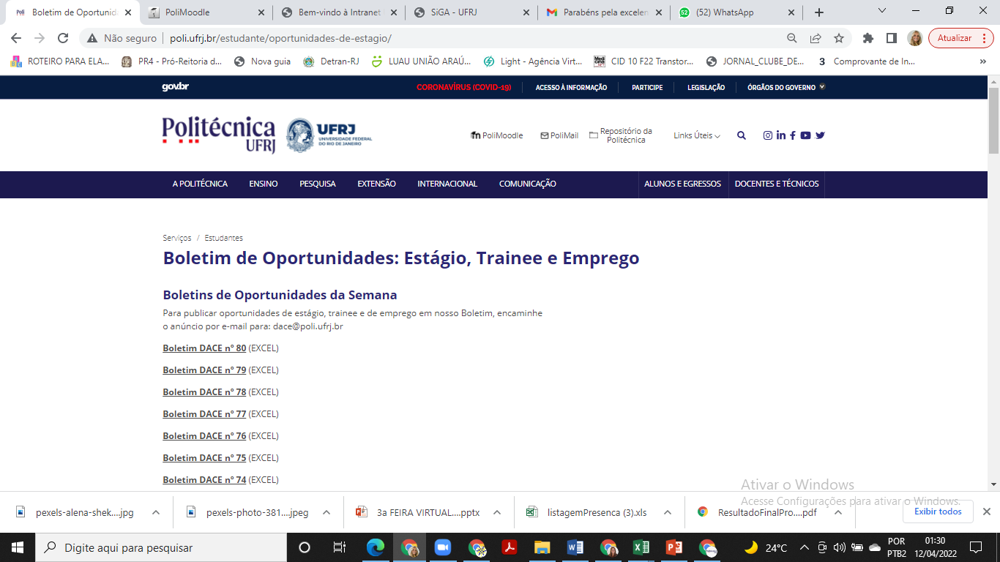 Boletim de Oportunida
PoliMoodle
Bem-vindo à Intranet
SiGA - UFRJ
Parabéns pela excelen
(52) WhatsApp
Não seguro
poli.ufrj.br/estudante/oportunidades-de-estagio/
Atualizar
ROTEIRO PARA ELA...
PR4 - Pró-Reitoria d...
Nova guia
Detran-RJ
LUAU UNIÃO ARAÚ...
Light - Agência Virt...
CID 10 F22 Transtor...
JORNAL_CLUBE_DE...
Comprovante de In...
gov.br
CORONAVÍRUS (COVID-19)
ACESSO À INFORMAÇÃO
PARTICIPE
LEGISLAÇÃO
ÓRGÃOS DO GOVERNO
Politécnica
UFRJ
UFRJ
UNIVERSIDADE FEDERAL
DO RIO DE JANEIRO
PoliMoodle
PoliMail
Repositório da
Politécnica
Links Úteis
A POLITÉCNICA
ENSINO
PESQUISA
EXTENSÃO
INTERNACIONAL
COMUNICAÇÃO
ALUNOS E EGRESSOS
DOCENTES E TÉCNICOS
Serviços / Estudantes
Boletim de Oportunidades: Estágio, Trainee e Emprego
Boletins de Oportunidades da Semana
Para publicar oportunidades de estágio, trainee e de emprego em nosso Boletim, encaminhe
o anúncio por e-mail para: dace@poli.ufrj.br
Boletim DACE nº 80 (EXCEL)
Boletim DACE nº 79 (EXCEL)
Boletim DACE nº 78 (EXCEL)
Boletim DACE nº 77 (EXCEL)
Boletim DACE nº 76 (EXCEL)
Boletim DACE nº 75 (EXCEL)
Boletim DACE nº 74 (EXCEL)
Ativar o Windows
Acesse Configurações para ativar o Windows.
pexels-alena-shek....jpg
pexels-photo-381....jpeg
3a FEIRA VIRTUAL....pptx
listagemPresenca (3).xls
ResultadoFinalPro....pdf
Exibir todos
Digite aqui para pesquisar
24°C
POR
PTB2
01:30
12/04/2022